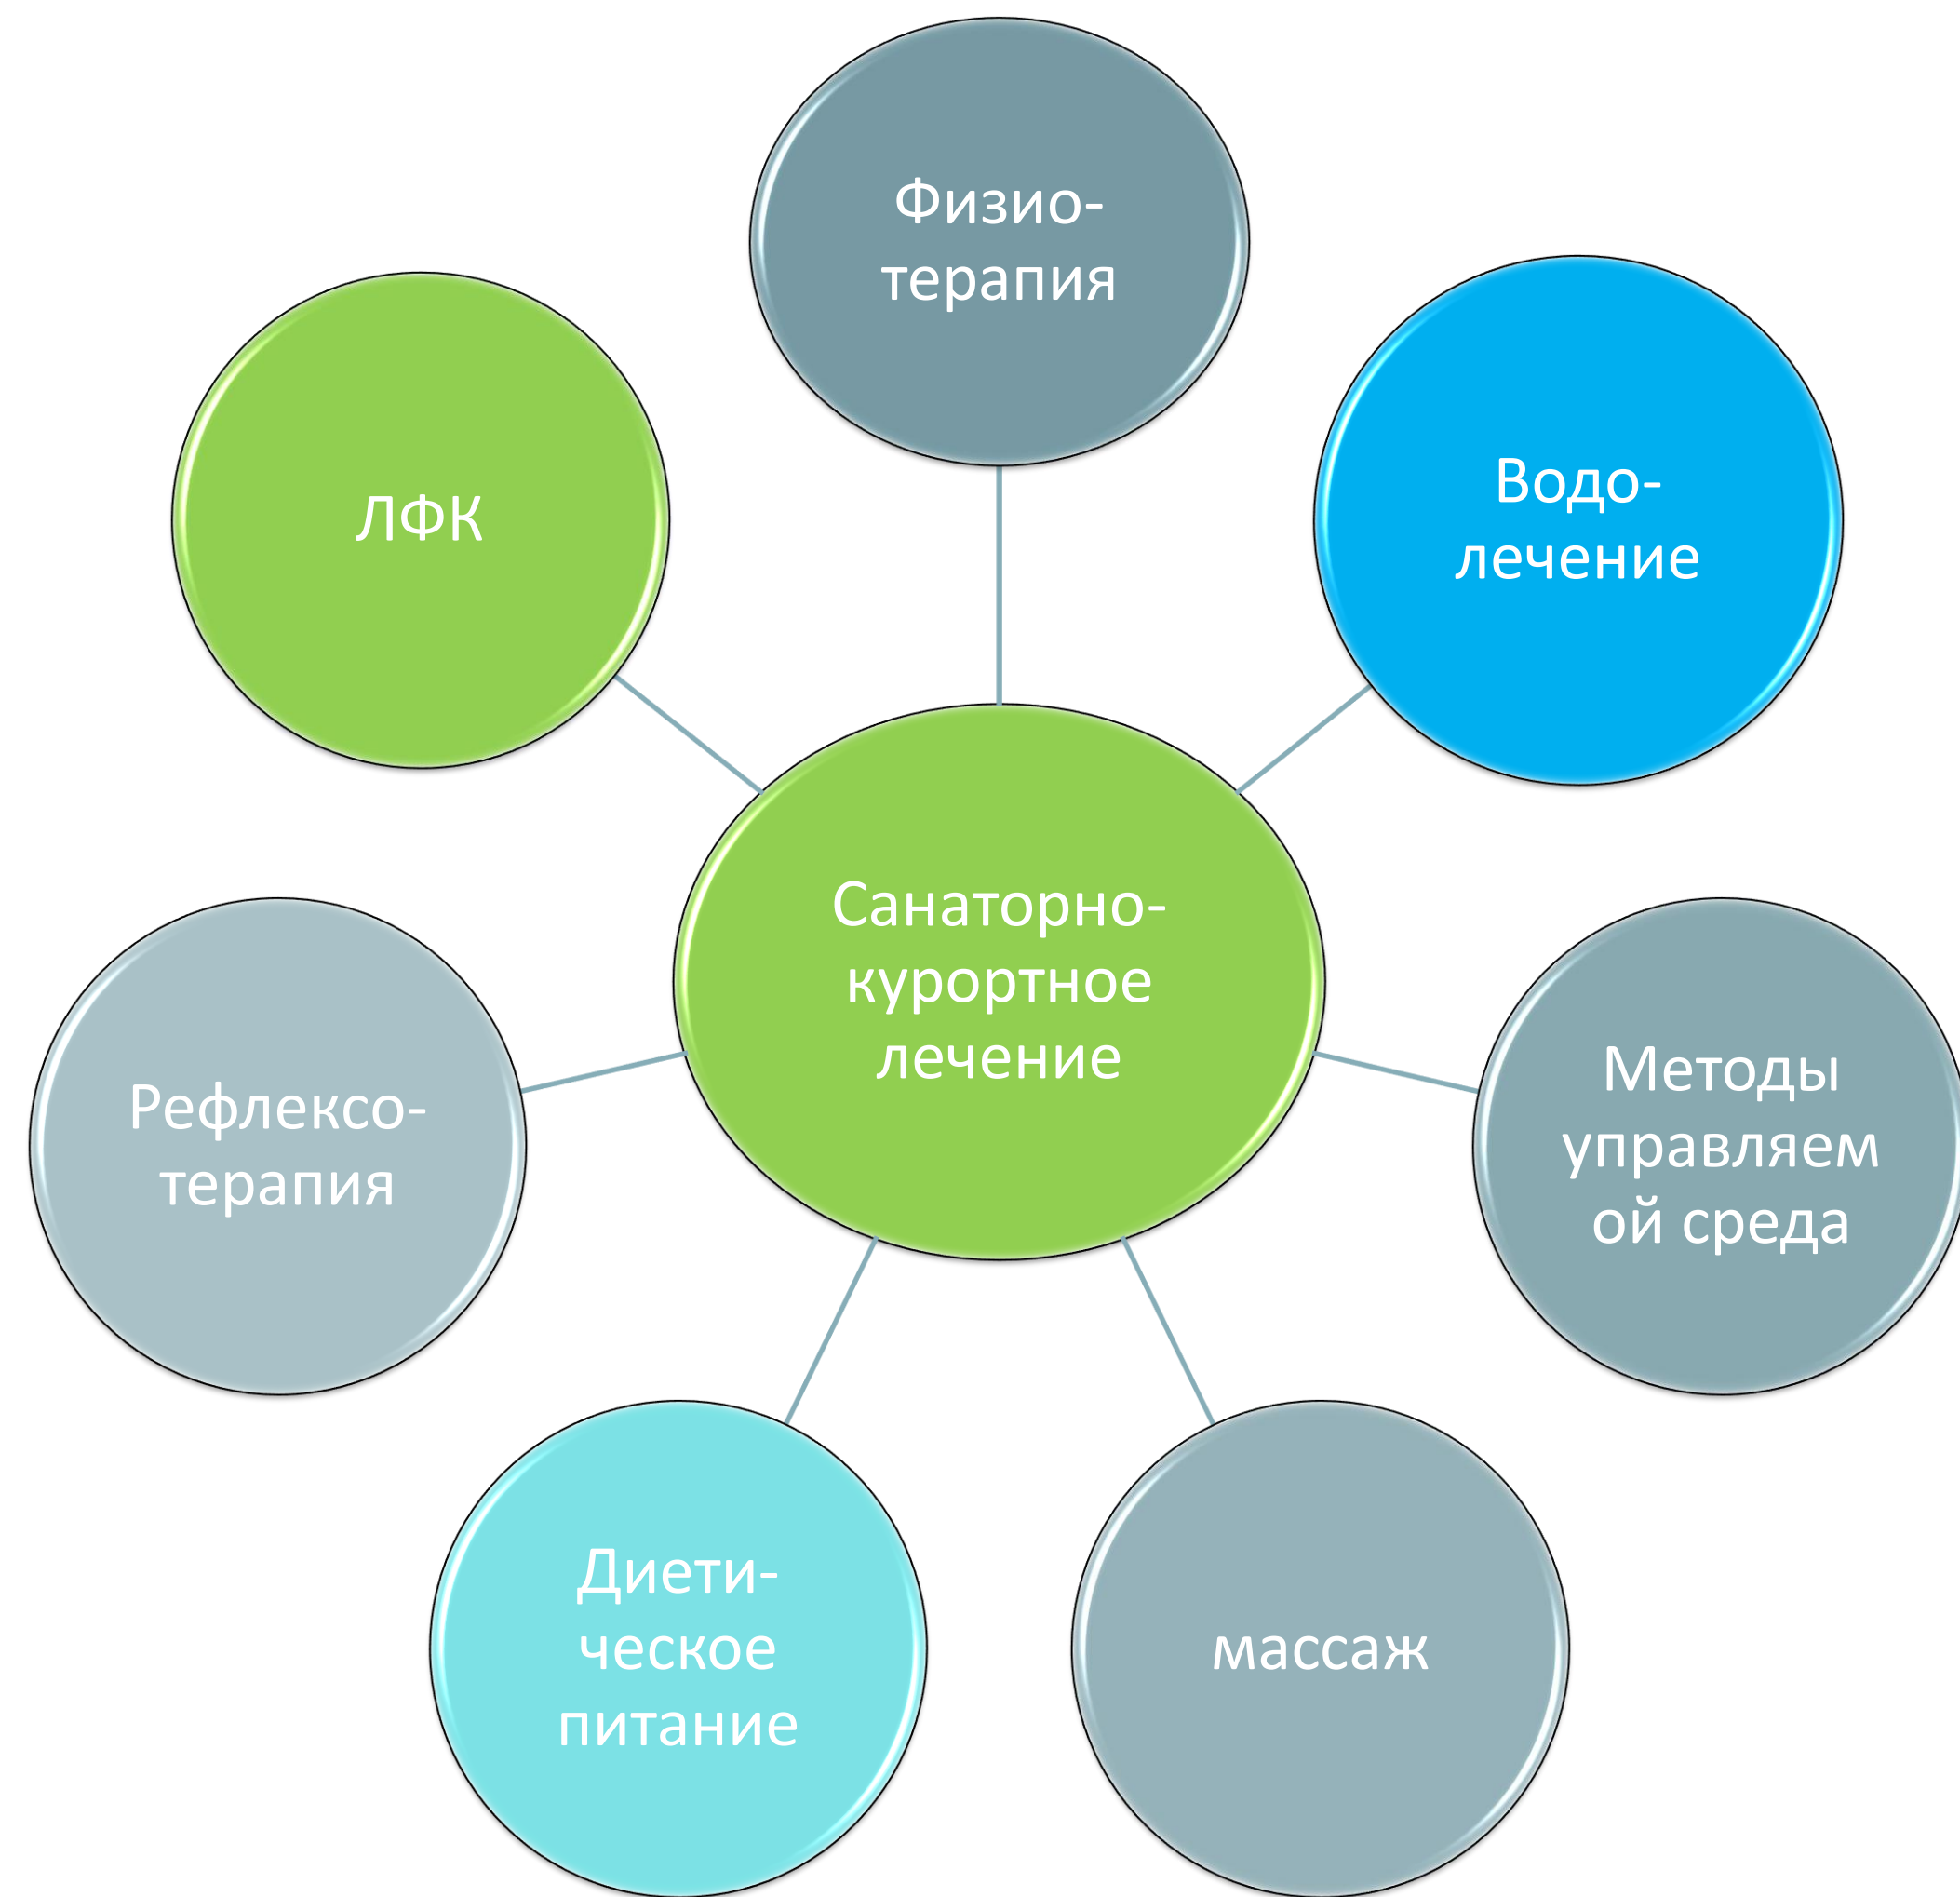 Физио-
терапия
Водо-
лечение
Методы
управляем
ой среда
массаж
Диети-
ческое
питание
Рефлексо-
терапия
ЛФК
Санаторно-
курортное
лечение